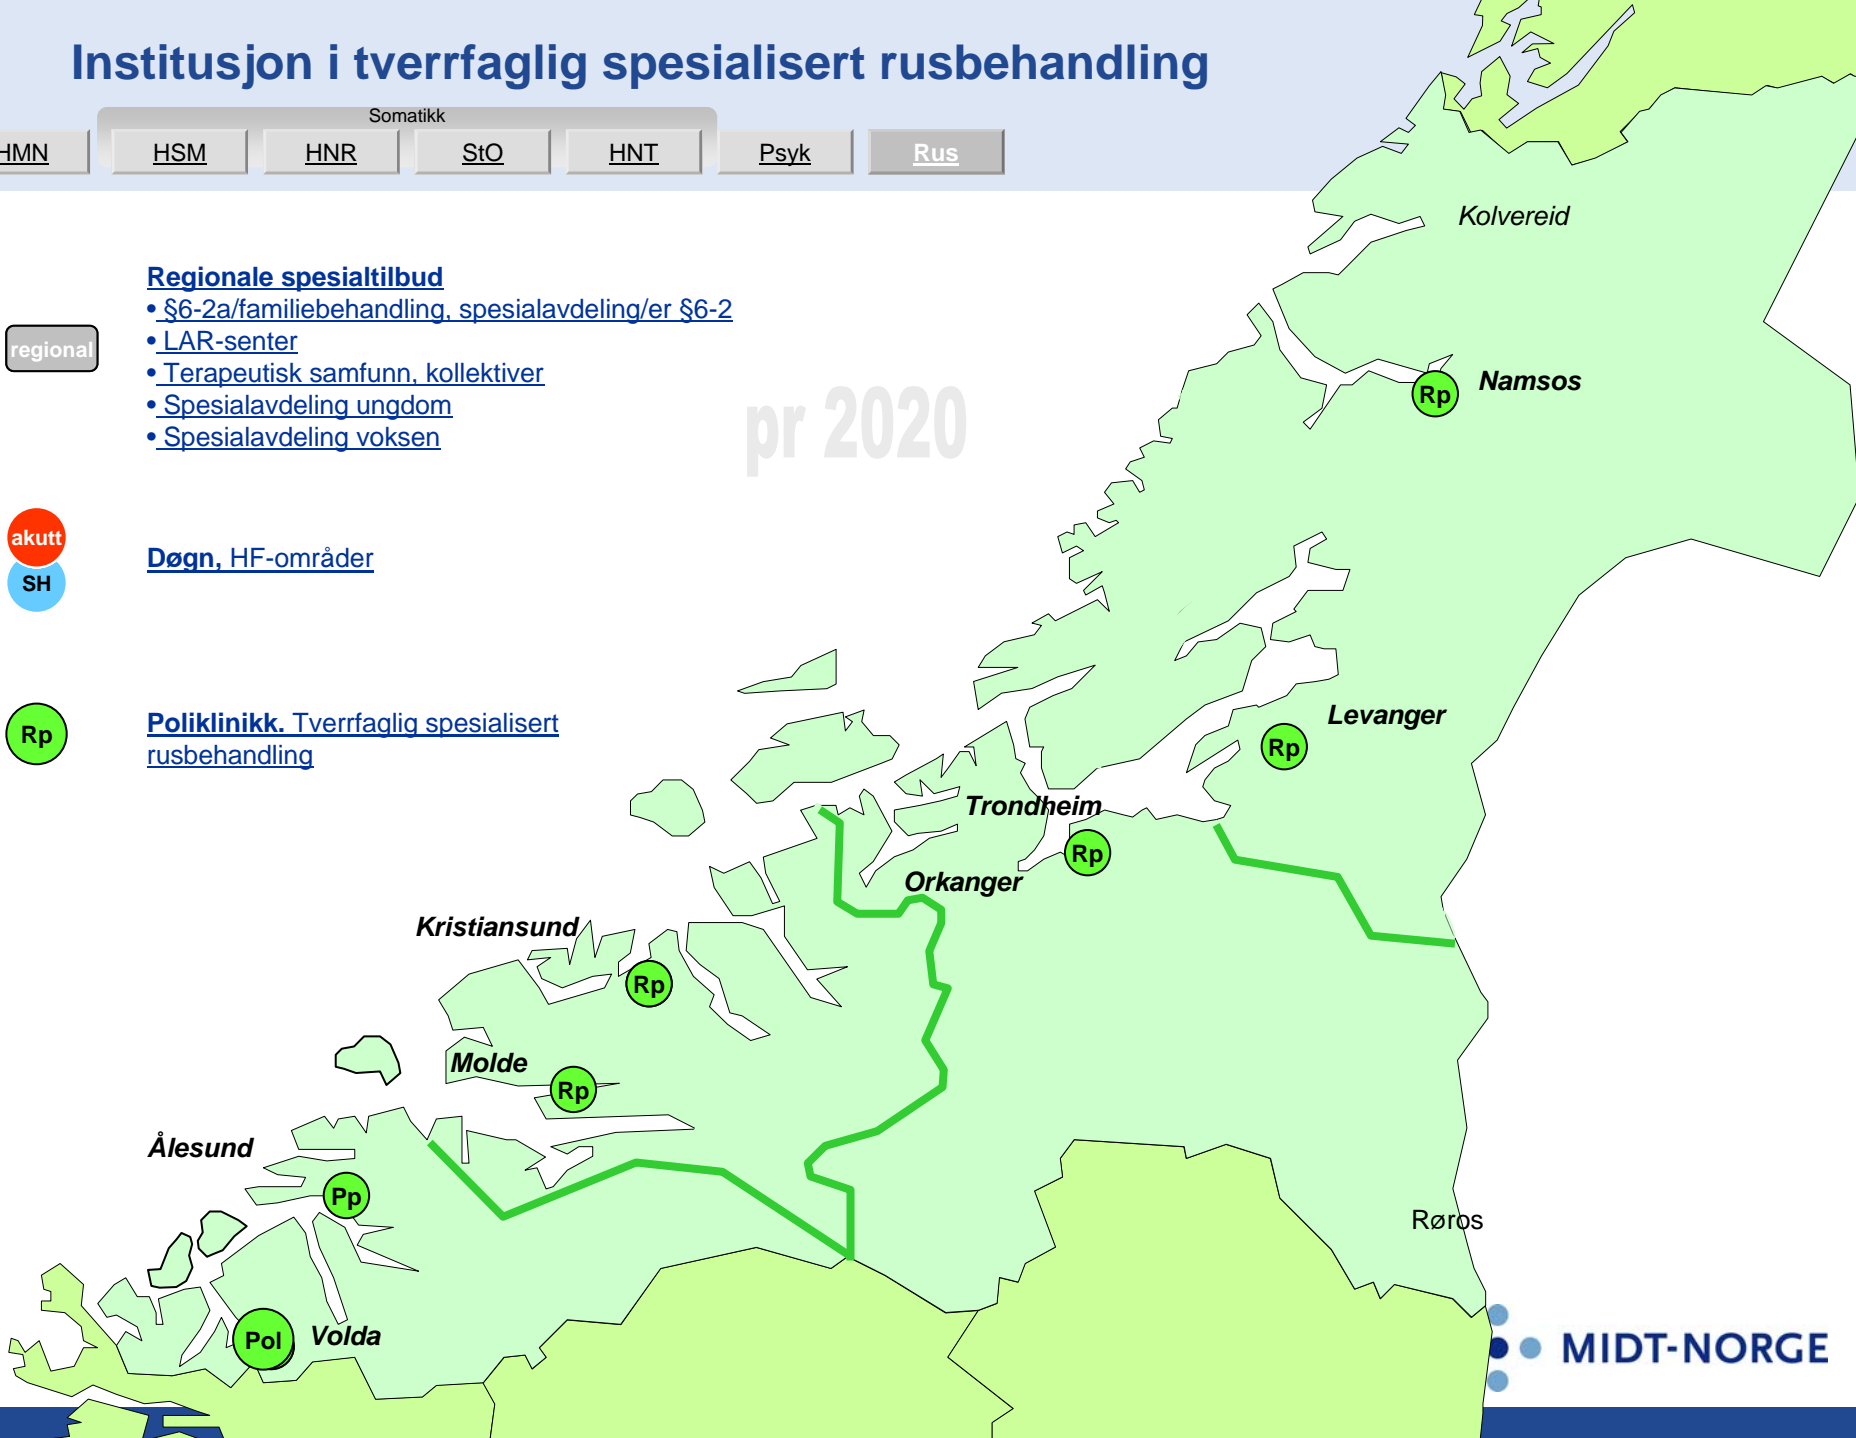 Institusjon i tverrfaglig spesialisert rusbehandling
Somatikk
HMN
HSM
HNR
StO
HNT
Psyk
Rus
Kolvereid
Regionale spesialtilbud
• §6-2a/familiebehandling, spesialavdeling/er §6-2
regional
• LAR-senter
• Terapeutisk samfunn, kollektiver
• Spesialavdeling ungdom
• Spesialavdeling voksen
pr 2020
Namsos
Rp
akutt
SH
Døgn, HF-områder
Rp
Poliklinikk. Tverrfaglig spesialisert
rusbehandling
Levanger
Rp
Trondheim
Rp
Orkanger
Kristiansund
Rp
Molde
Rp
Ålesund
Pp
Røros
Pol
Volda
MIDT-NORGE